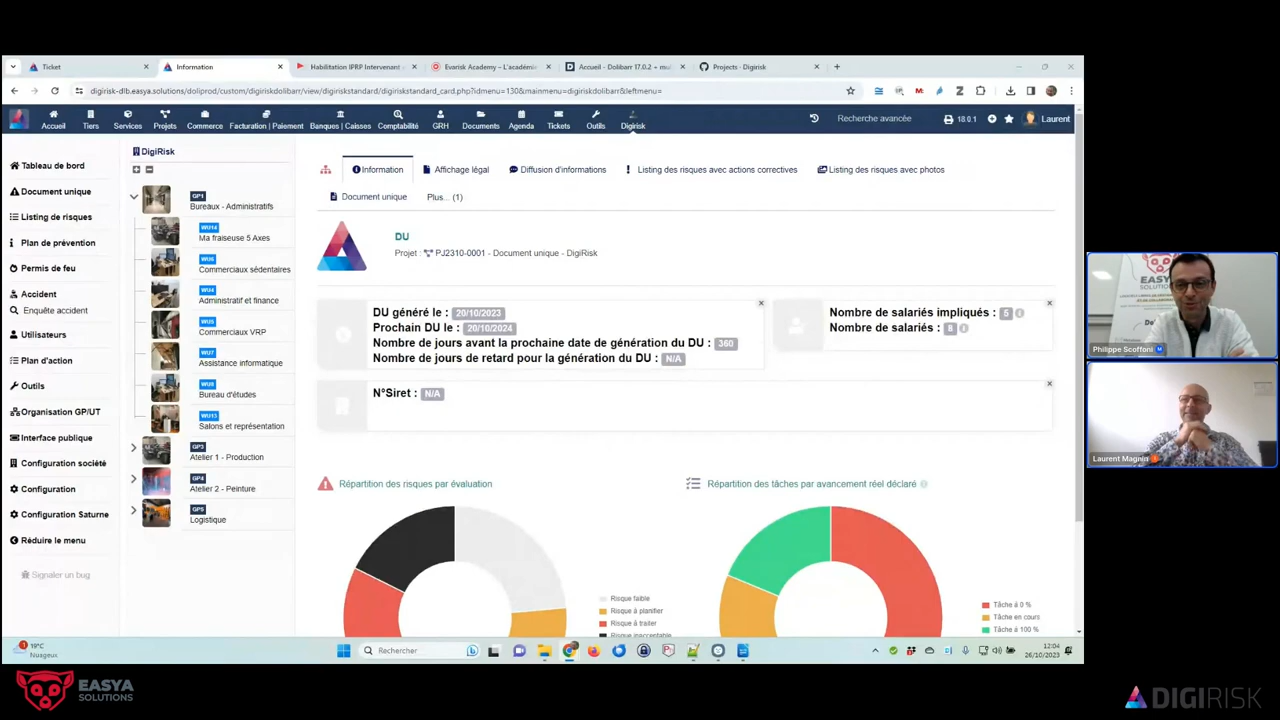 Ticket
Information
Habilitation IPRP Intervenant
Evarisk Academy – L'académie
Accueil - Dolibarr 17.0.2 + mul
Projects · Digirisk
digirisk-dlb.easya.solutions/doliprod/custom/digiriskdolibarr/view/digiriskstandard/digiriskstandard_card.php?idmenu=130&mainmenu=digiriskdolibarr&leftmenu=
Accueil Tiers Services Projets Commerce Facturation | Paiement Banques | Caisses Comptabilité GRH Documents Agenda Tickets Outils Digirisk
Recherche avancée 18.0.1 Laurent
Tableau de bord
Document unique
Listing de risques
Plan de prévention
Permis de feu
Accident
Enquête accident
Utilisateurs
Plan d'action
Outils
Organisation GP/UT
Interface publique
Configuration société
Configuration
Configuration Saturne
Réduire le menu
Signaler un bug
DigiRisk
GP1
Bureaux - Administratifs
WU14
Ma fraiseuse 5 Axes
WU6
Commerciaux sédentaires
WU4
Administratif et finance
WU5
Commerciaux VRP
WU7
Assistance informatique
WU8
Bureau d'études
WU13
Salons et représentation
GP3
Atelier 1 - Production
GP4
Atelier 2 - Peinture
GP5
Logistique
Information Affichage légal Diffusion d'informations Listing des risques avec actions correctives Listing des risques avec photos
Document unique Plus... (1)
DU
Projet : PJ2310-0001 - Document unique - DigiRisk
DU généré le : 20/10/2023
Prochain DU le : 20/10/2024
Nombre de jours avant la prochaine date de génération du DU : 360
Nombre de jours de retard pour la génération du DU : N/A
Nombre de salariés impliqués : 5
Nombre de salariés : 8
N°Siret : N/A
Répartition des risques par évaluation
Risque faible
Risque à planifier
Risque à traiter
Risque inacceptable
Répartition des tâches par avancement réel déclaré
Tâche à 0 %
Tâche en cours
Tâche à 100 %
EASYA
SOLUTIONS
Philippe Scoffoni
Laurent Magnin
1
19°C
Nuageux
Rechercher
12:04
26/10/2023
EASYA
SOLUTIONS
DIGIRISK